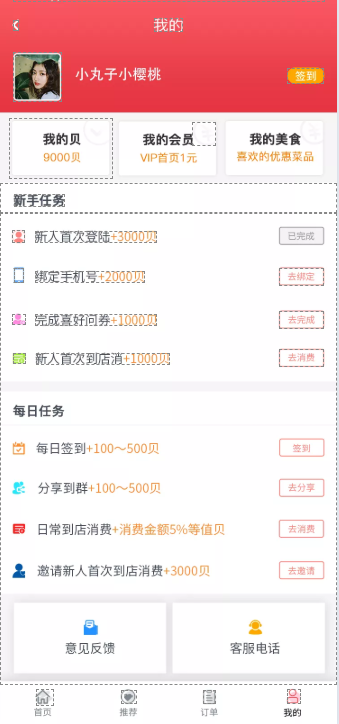 我的
小丸子小樱桃
签到
我的贝
9000贝
我的会员
VIP首页1元
我的美食
喜欢的优惠菜品
新手任务
新人首次登陆+3000贝 已完成
绑定手机号+2000贝 去绑定
完成喜好问券+1000贝 去完成
新人首次到店消+1000贝 去消费
每日任务
每日签到+100～500贝 签到
分享到群+100～500贝 去分享
日常到店消费+消费金额5%等值贝 去消费
邀请新人首次到店消费+3000贝 去邀请
意见反馈
客服电话
首页
推荐
订单
我的